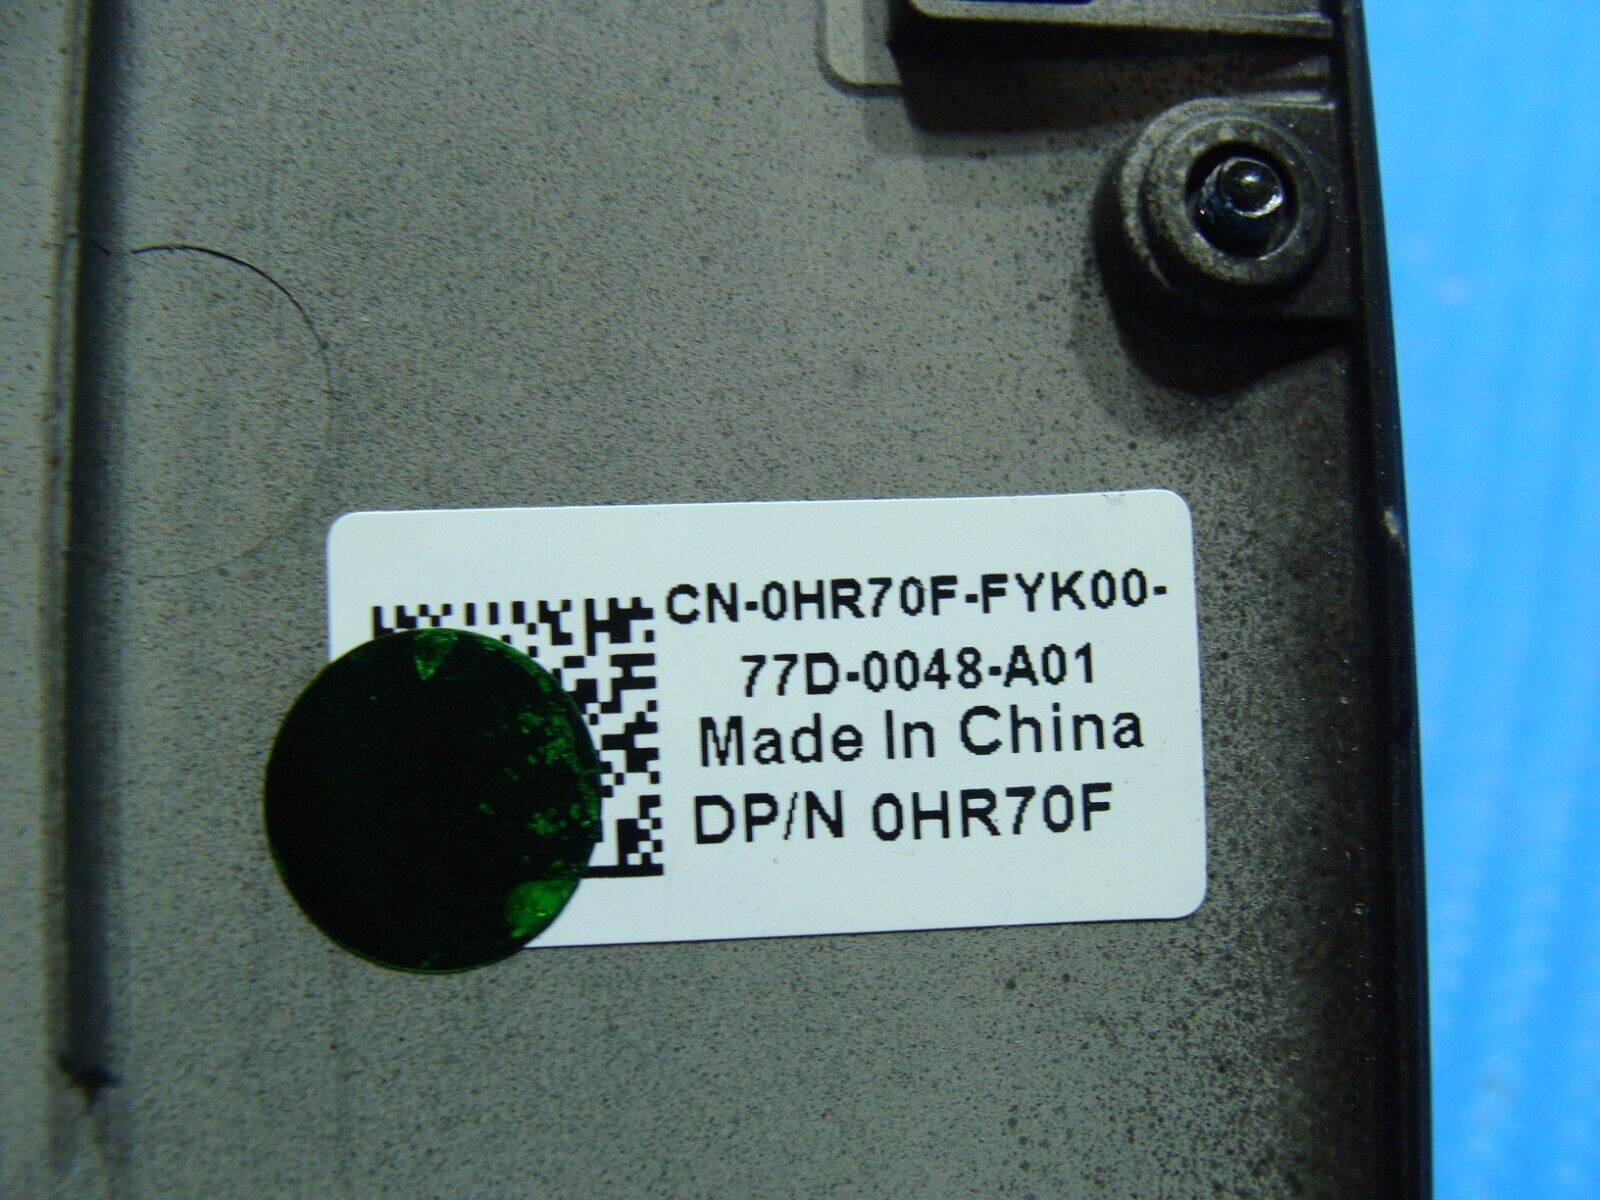 CN-0HR70F-FYK00-
77D-0048-A01
Made In China
DP/N 0HR70F